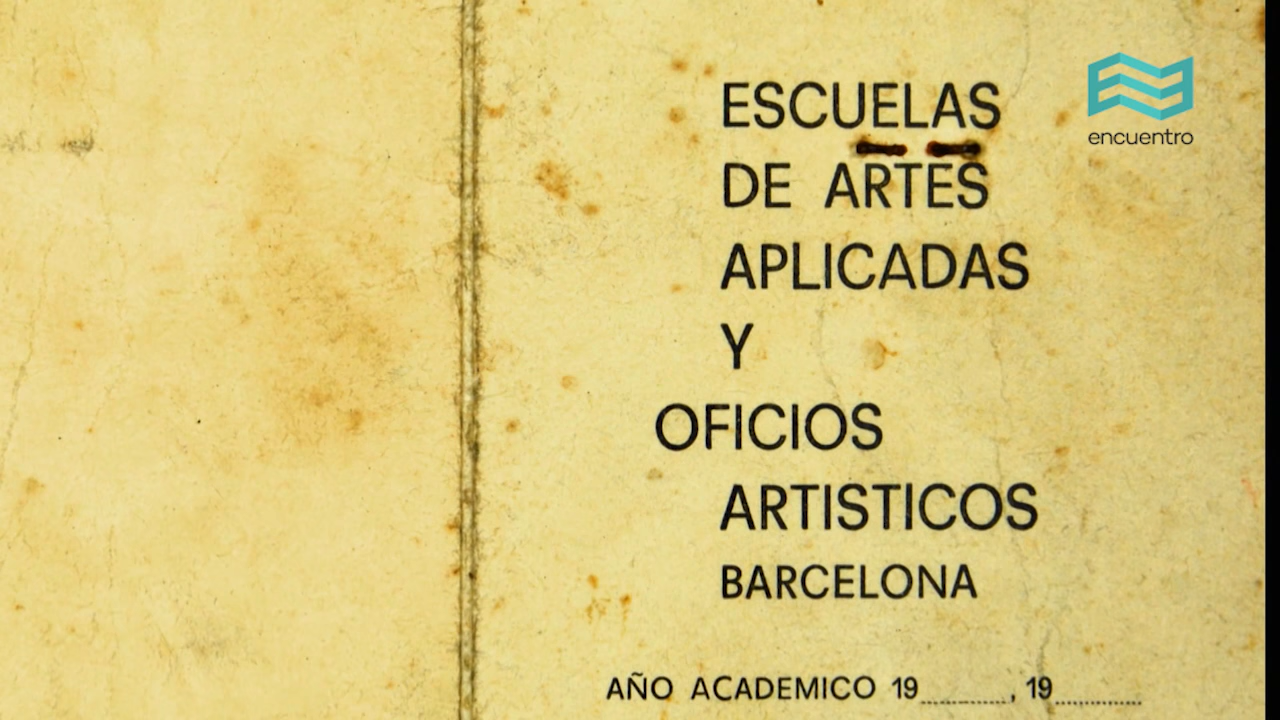 ESCUELAS
encuentro
DE ARTES
APLICADAS
Y
OFICIOS
ARTISTICOS
BARCELONA
AÑO ACADEMICO 19........, 19........